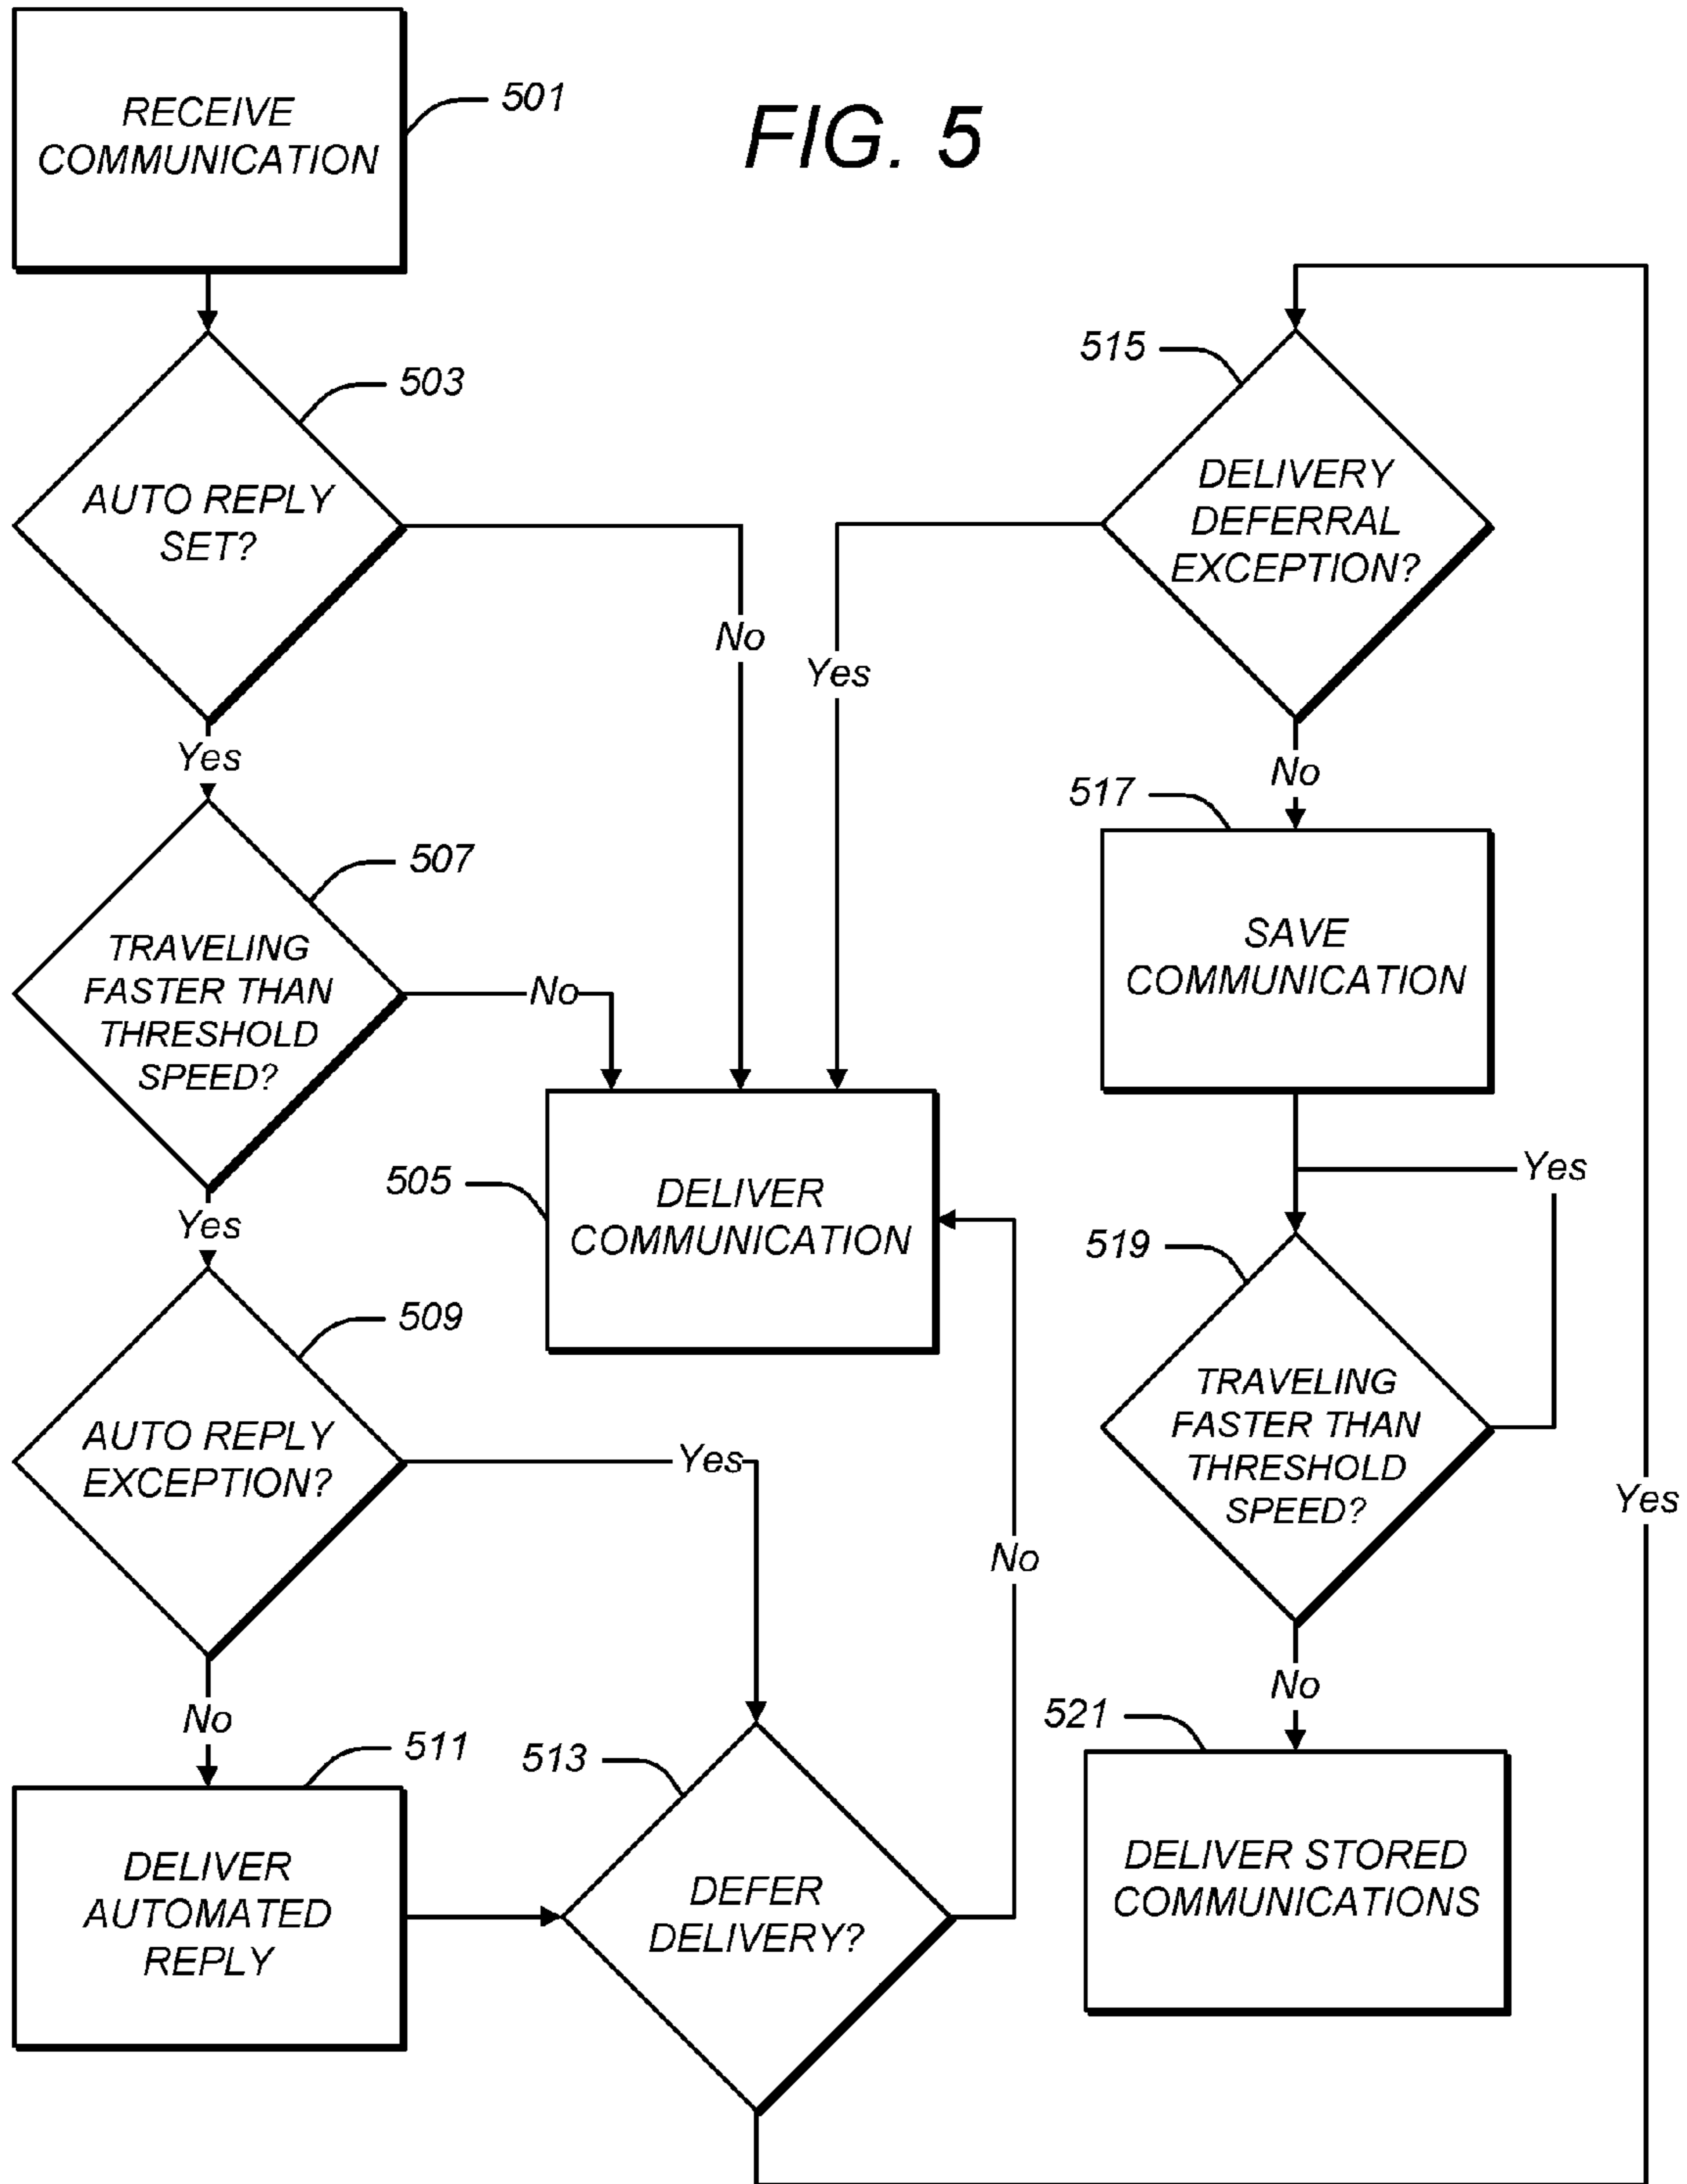 FIG. 5
RECEIVE
COMMUNICATION
501
503
AUTO REPLY
SET?
No
Yes
507
TRAVELING
FASTER THAN
THRESHOLD
SPEED?
No
Yes
505
DELIVER
COMMUNICATION
509
AUTO REPLY
EXCEPTION?
Yes
No
511
DELIVER
AUTOMATED
REPLY
513
DEFER
DELIVERY?
No
Yes
515
DELIVERY
DEFERRAL
EXCEPTION?
Yes
No
517
SAVE
COMMUNICATION
519
TRAVELING
FASTER THAN
THRESHOLD
SPEED?
Yes
No
521
DELIVER STORED
COMMUNICATIONS